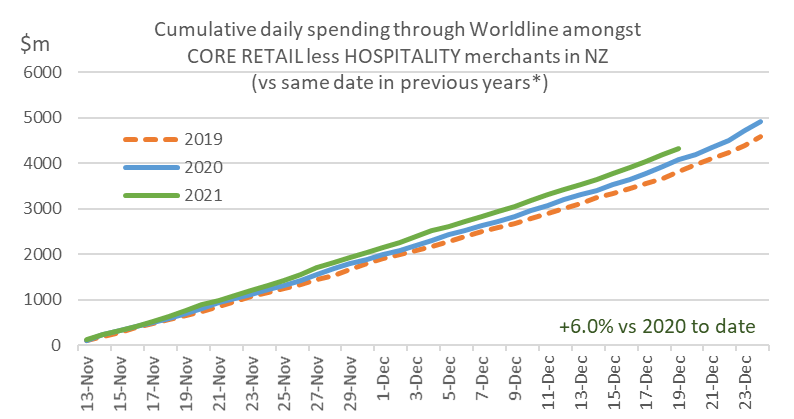 Cumulative daily spending through Worldline amongst
CORE RETAIL less HOSPITALITY merchants in NZ
(vs same date in previous years*)
$m
6000
5000
4000
3000
2000
1000
0
2019
2020
2021
+6.0% vs 2020 to date
13-Nov
15-Nov
17-Nov
19-Nov
21-Nov
23-Nov
25-Nov
27-Nov
29-Nov
1-Dec
3-Dec
5-Dec
7-Dec
9-Dec
11-Dec
13-Dec
15-Dec
17-Dec
19-Dec
21-Dec
23-Dec